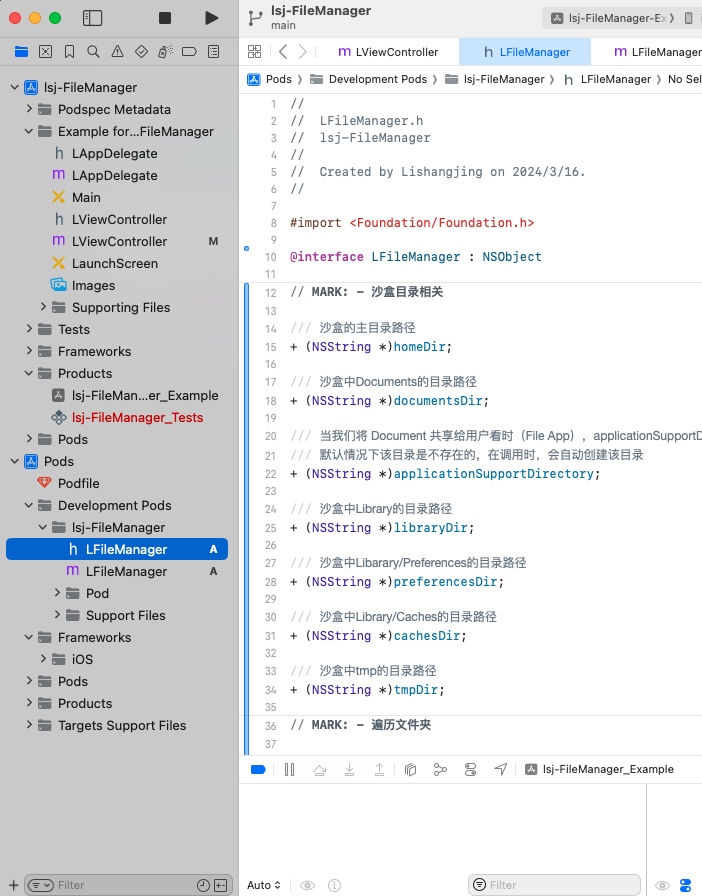 lsj-FileManager
main
lsj-FileManager-Ex
LViewController
LFileManager
LFileManager
Pods
Development Pods
lsj-FileManager
LFileManager
No Sel
lsj-FileManager
Podspec Metadata
Example for...FileManager
LAppDelegate
LAppDelegate
Main
LViewController
LViewController M
LaunchScreen
Images
Supporting Files
Tests
Frameworks
Products
lsj-FileMan...er_Example
lsj-FileManager_Tests
Pods
Pods
Podfile
Development Pods
lsj-FileManager
LFileManager A
LFileManager A
Pod
Support Files
Frameworks
iOS
Pods
Products
Targets Support Files
Filter
1 //
2 //  LFileManager.h
3 //  lsj-FileManager
4 //
5 //  Created by Lishangjing on 2024/3/16.
6 //
7
8 #import <Foundation/Foundation.h>
9
10 @interface LFileManager : NSObject
11
12 // MARK: - 沙盒目录相关
13
14 /// 沙盒的主目录路径
15 + (NSString *)homeDir;
16
17 /// 沙盒中Documents的目录路径
18 + (NSString *)documentsDir;
19
20 /// 当我们将 Document 共享给用户看时（File App），applicationSupportD
21 /// 默认情况下该目录是不存在的，在调用时，会自动创建该目录
22 + (NSString *)applicationSupportDirectory;
23
24 /// 沙盒中Library的目录路径
25 + (NSString *)libraryDir;
26
27 /// 沙盒中Libarary/Preferences的目录路径
28 + (NSString *)preferencesDir;
29
30 /// 沙盒中Library/Caches的目录路径
31 + (NSString *)cachesDir;
32
33 /// 沙盒中tmp的目录路径
34 + (NSString *)tmpDir;
35
36 // MARK: - 遍历文件夹
37
lsj-FileManager_Example
Auto
Filter